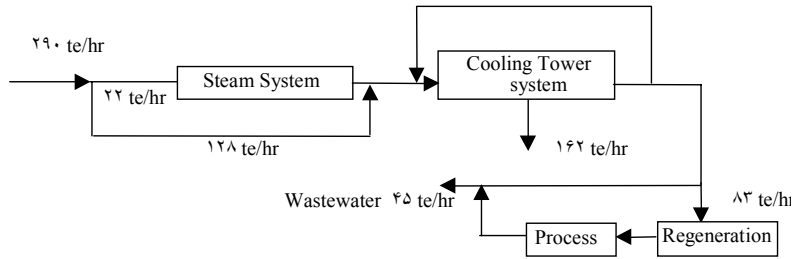 ۲۹۰ te/hr
Steam System
Cooling Tower
system
۲۲ te/hr
۱۲۸ te/hr
۱۶۲ te/hr
Wastewater ۴۵ te/hr
۸۳ te/hr
Process
Regeneration